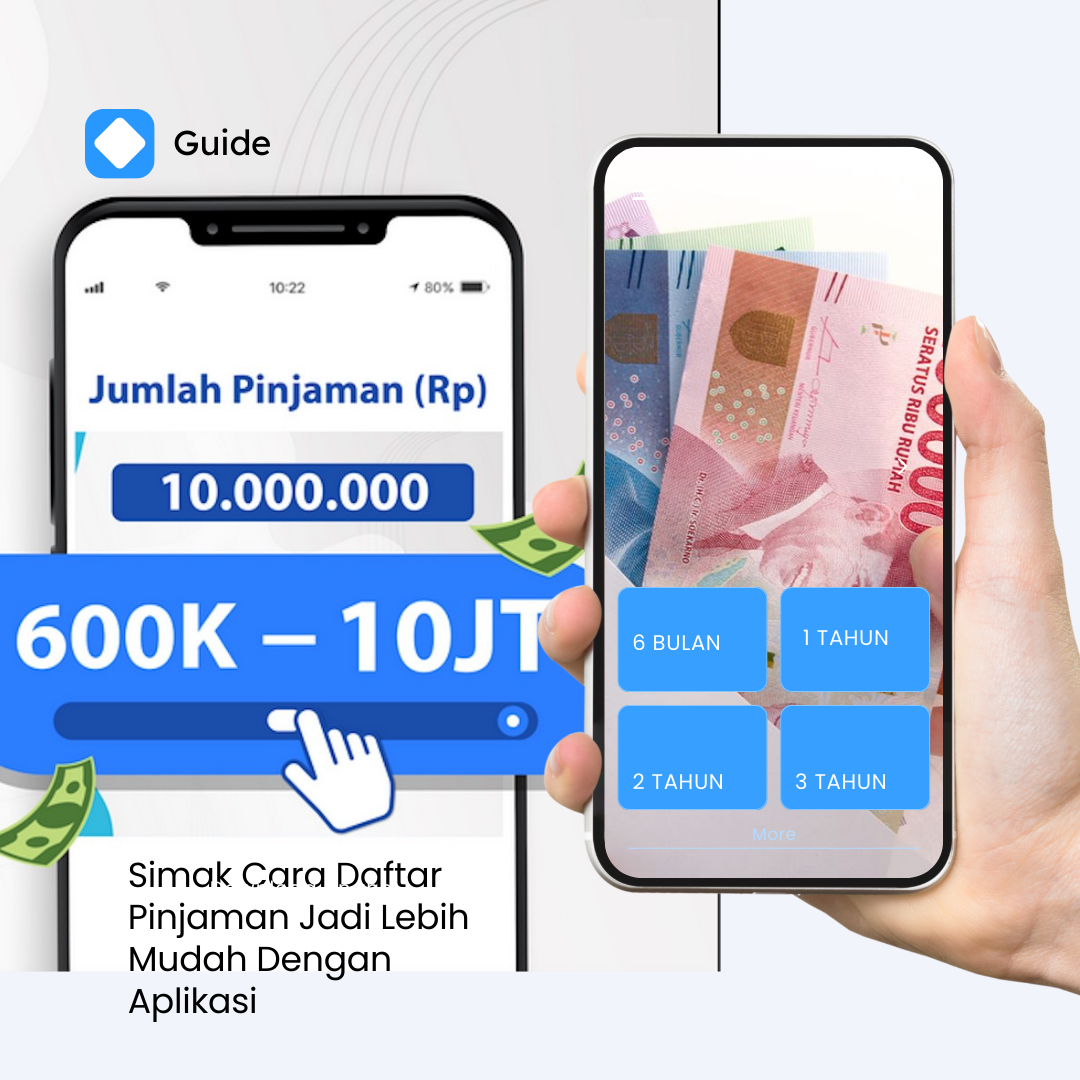 Guide
10:22
80%
Jumlah Pinjaman (Rp)
10.000.000
600K – 10JT
Simak Cara Daftar
Pinjaman Jadi Lebih
Mudah Dengan
Aplikasi
SERATUS RIBU RUPIAH
6 BULAN
1 TAHUN
2 TAHUN
3 TAHUN
More